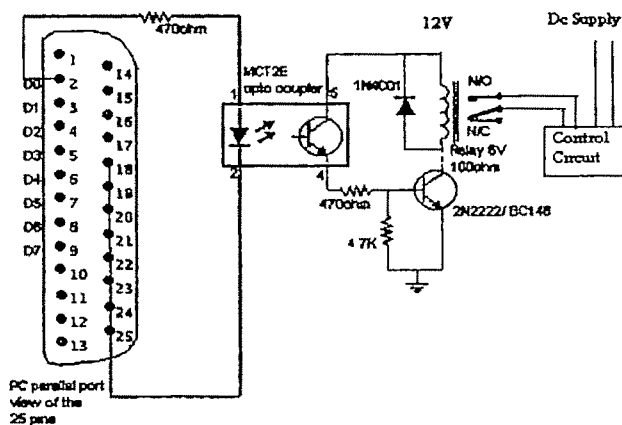 12V
Dc Supply
470ohm
1
14
D0
2
15
D1
3
16
D2
4
17
D3
5
18
D4
6
19
D5
7
20
D6
8
21
D7
9
22
10
23
11
24
12
25
13
MCT2E
opto coupler
1
5
2
4
1N4001
N/O
N/C
Relay 6V
100ohm
Control
Circuit
470ohm
4.7K
2N2222/ BC148
PC parallel port
view of the
25 pins